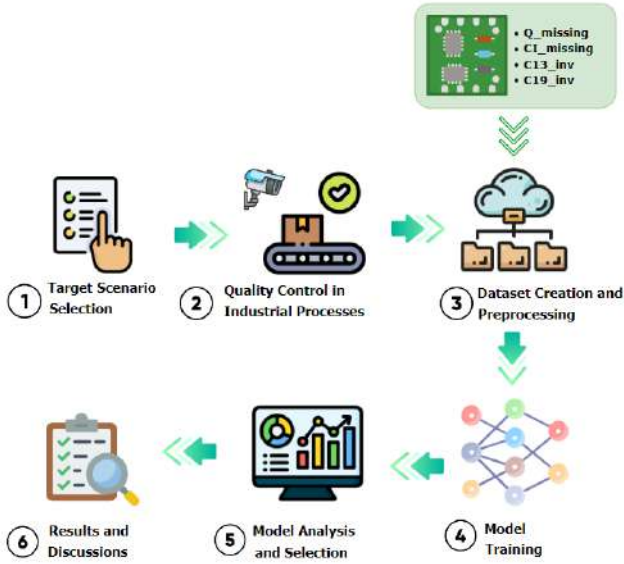 • Q_missing
• CI_missing
• C13_inv
• C19_inv
1
Target Scenario
Selection
2
Quality Control in
Industrial Processes
3
Dataset Creation and
Preprocessing
6
Results and
Discussions
5
Model Analysis
and Selection
4
Model
Training